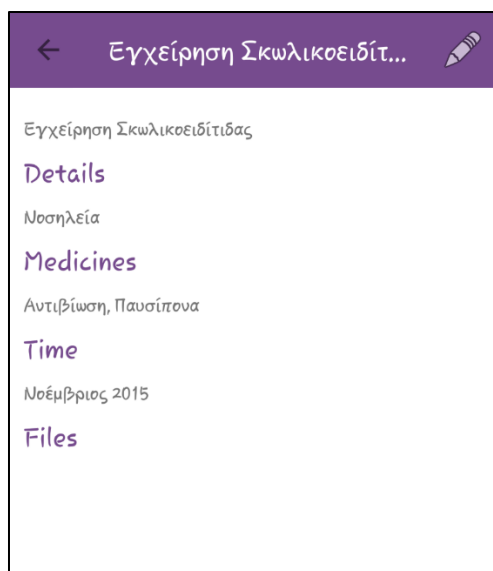 Εγχείρηση Σκωλικοειδίτ...
Εγχείρηση Σκωλικοειδίτιδας
Details
Νοσηλεία
Medicines
Αντιβίωση, Παυσίπονα
Time
Νοέμβριος 2015
Files